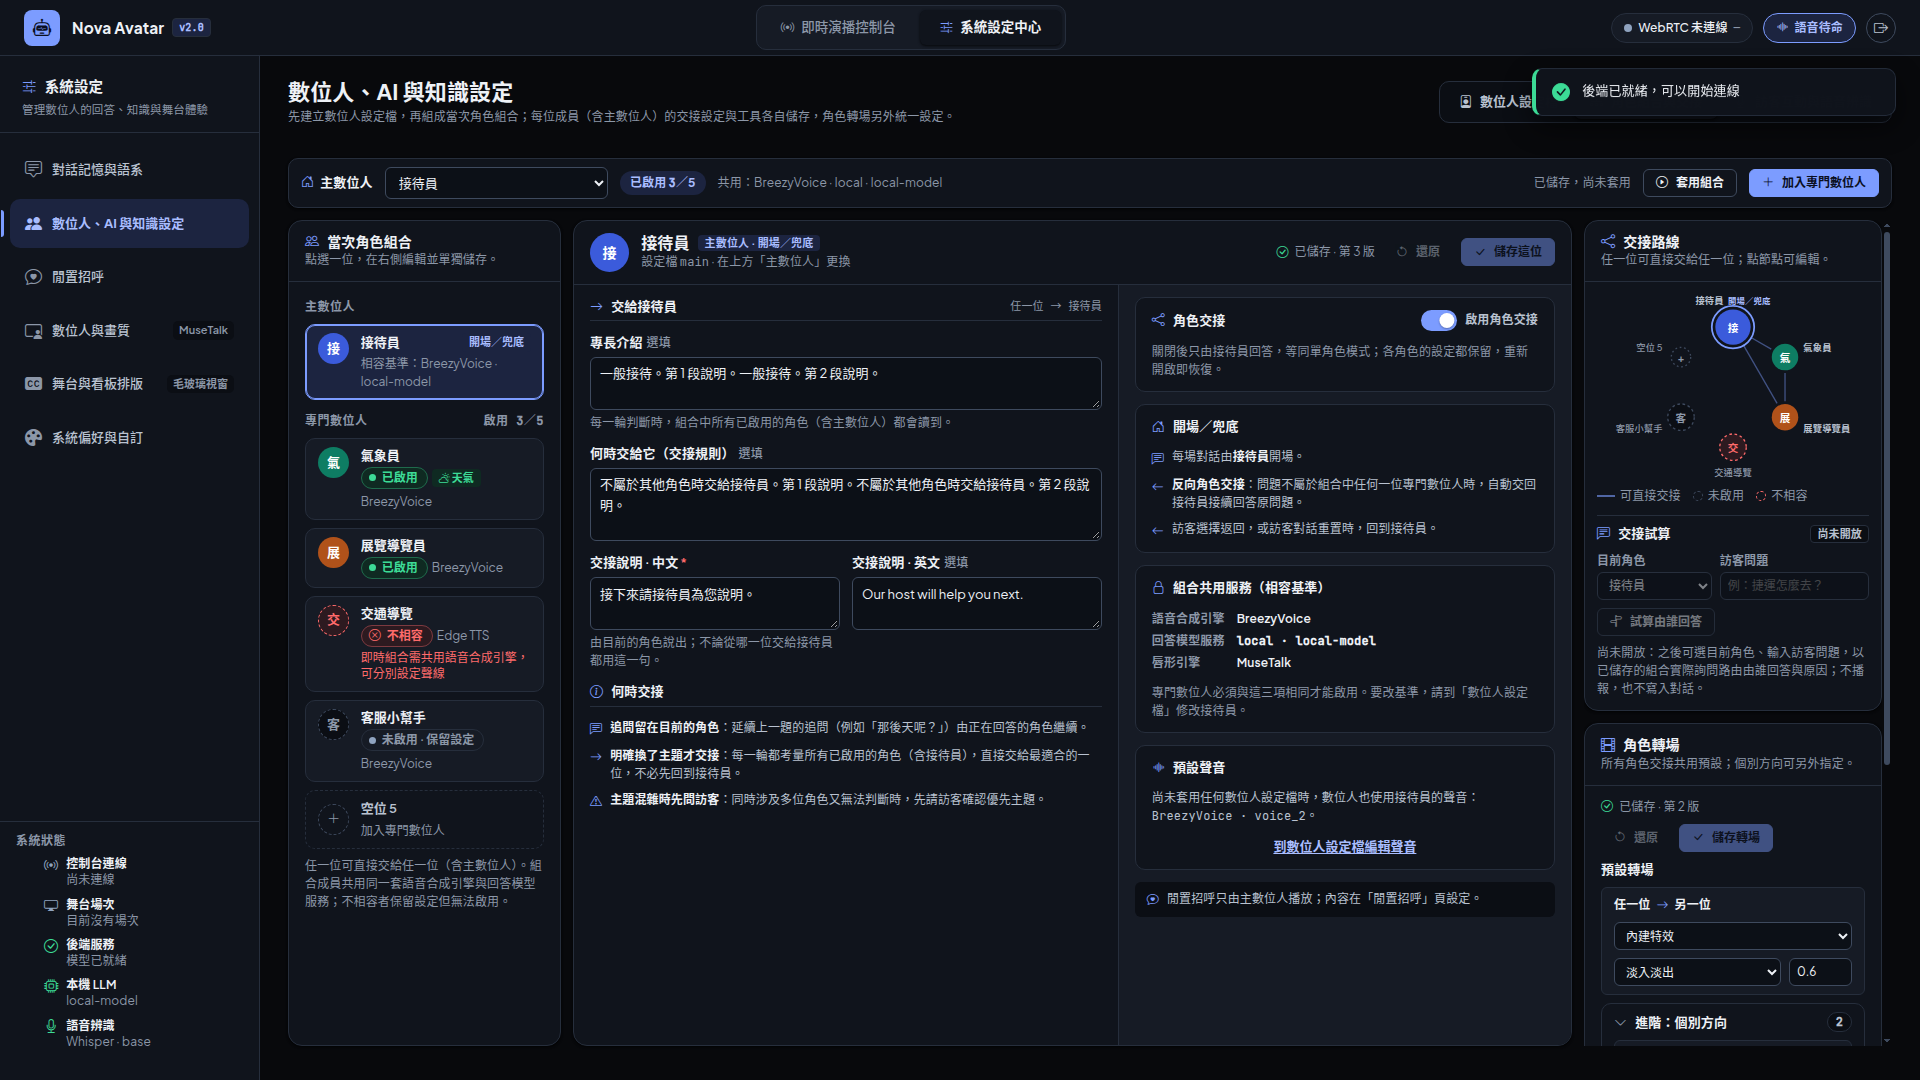 Nova Avatar v2.0
即時演播控制台
系統設定中心
WebRTC 未連線 –
語音待命
系統設定
管理數位人的回答、知識與舞台體驗
對話記憶與語系
數位人、AI 與知識設定
閒置招呼
數位人與畫質 MuseTalk
舞台與看板排版 毛玻璃視窗
系統偏好與自訂
系統狀態
控制台連線
尚未連線
舞台場次
目前沒有場次
後端服務
模型已就緒
本機 LLM
local-model
語音辨識
Whisper · base
數位人、AI 與知識設定
先建立數位人設定檔，再組成當次角色組合；每位成員（含主數位人）的交接設定與工具各自儲存，角色轉場另外統一設定。
數位人設
後端已就緒，可以開始連線
主數位人 接待員 已啟用 3／5 共用：BreezyVoice · local · local-model
已儲存，尚未套用 套用組合 加入專門數位人
當次角色組合
點選一位，在右側編輯並單獨儲存。
主數位人
接 接待員 開場／兜底
相容基準：BreezyVoice ·
local-model
專門數位人 啟用 3／5
氣 氣象員
已啟用 天氣
BreezyVoice
展 展覽導覽員
已啟用 BreezyVoice
交 交通導覽
不相容 Edge TTS
即時組合需共用語音合成引擎，
可分別設定聲線
客 客服小幫手
未啟用 · 保留設定
BreezyVoice
空位 5
加入專門數位人
任一位可直接交給任一位（含主數位人）。組
合成員共用同一套語音合成引擎與回答模型
服務；不相容者保留設定但無法啟用。
接 接待員 主數位人 · 開場／兜底
設定檔 main · 在上方「主數位人」更換
已儲存 · 第 3 版 還原 儲存這位
交給接待員 任一位 → 接待員
專長介紹 選填
一般接待。第 1 段說明。一般接待。第 2 段說明。
每一輪判斷時，組合中所有已啟用的角色（含主數位人）都會讀到。
何時交給它（交接規則） 選填
不屬於其他角色時交給接待員。第 1 段說明。不屬於其他角色時交給接待員。第 2 段說
明。
交接說明 · 中文 * 交接說明 · 英文 選填
接下來請接待員為您說明。 Our host will help you next.
由目前的角色說出；不論從哪一位交給接待員
都用這一句。
何時交接
追問留在目前的角色：延續上一題的追問（例如「那後天呢？」）由正在回答的角色繼續。
明確換了主題才交接：每一輪都考量所有已啟用的角色（含接待員），直接交給最適合的一
位，不必先回到接待員。
主題混雜時先問訪客：同時涉及多位角色又無法判斷時，先請訪客確認優先主題。
角色交接 啟用角色交接
關閉後只由接待員回答，等同單角色模式；各角色的設定都保留，重新
開啟即恢復。
開場／兜底
每場對話由接待員開場。
反向角色交接：問題不屬於組合中任何一位專門數位人時，自動交回
接待員接續回答原問題。
訪客選擇返回，或訪客對話重置時，回到接待員。
組合共用服務（相容基準）
語音合成引擎 BreezyVoice
回答模型服務 local · local-model
唇形引擎 MuseTalk
專門數位人必須與這三項相同才能啟用。要改基準，請到「數位人設定
檔」修改接待員。
預設聲音
尚未套用任何數位人設定檔時，數位人也使用接待員的聲音：
BreezyVoice · voice_2。
到數位人設定檔編輯聲音
閒置招呼只由主數位人播放；內容在「閒置招呼」頁設定。
交接路線
任一位可直接交給任一位；點節點可編輯。
接待員 開場／兜底
接
空位 5 +
氣 氣象員
客服小幫手 客
展 展覽導覽員
交
交通導覽
可直接交接 未啟用 不相容
交接試算 尚未開放
目前角色 訪客問題
接待員 例：捷運怎麼去？
試算由誰回答
尚未開放：之後可選目前角色、輸入訪客問題，以
已儲存的組合實際詢問路由由誰回答與原因；不播
報，也不寫入對話。
角色轉場
所有角色交接共用預設；個別方向可另外指定。
已儲存 · 第 2 版
還原 儲存轉場
預設轉場
任一位 → 另一位
內建特效
淡入淡出 0.6
進階：個別方向 2